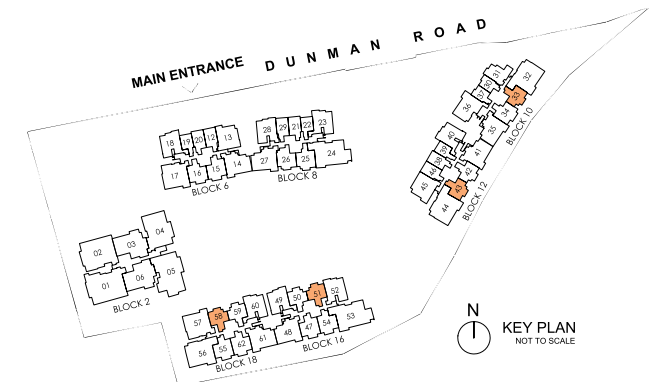 DUNMAN ROAD
MAIN ENTRANCE
31 32
30
37 33
36 34
35
40
39 41
38
46 42
45 43
44
BLOCK 10
BLOCK 12
18 19 20 12 13
17 16 15 14
BLOCK 6
28 29 21 22 23
27 26 25 24
BLOCK 8
02 03 04
01 06 05
BLOCK 2
57 58 59 60
56 55 62 61
BLOCK 18
49 50 51 52
48 47 54 53
BLOCK 16
N
KEY PLAN
NOT TO SCALE